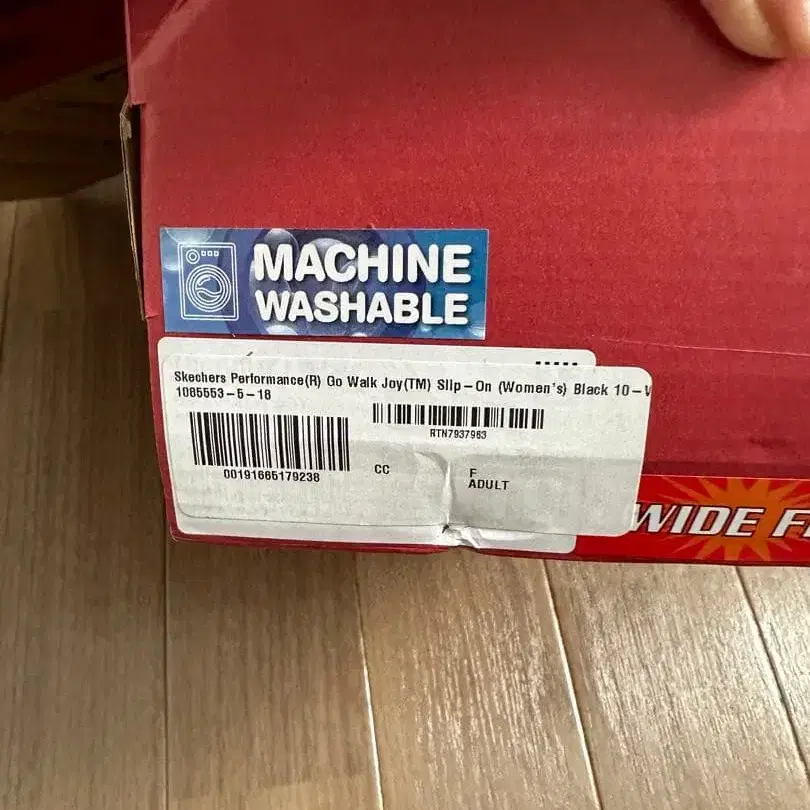 MACHINE
WASHABLE
Skechers Performance(R) Go Walk Joy(TM) Slip-On (Women's) Black 10-W
1085553-5-18
RTN7937963
00191665179238
CC
F
ADULT
WIDE